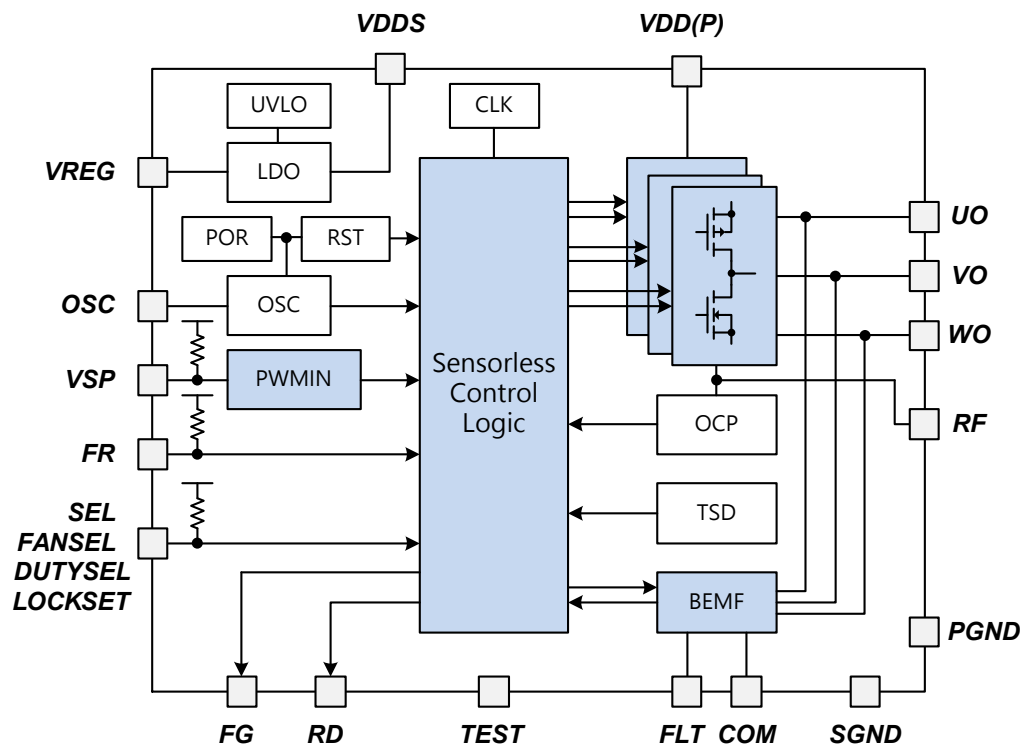 VDDS
VDD(P)
UVLO
CLK
VREG
LDO
UO
POR
RST
VO
OSC
OSC
WO
VSP
PWMIN
Sensorless
Control
Logic
OCP
RF
FR
SEL
FANSEL
DUTYSEL
LOCKSET
TSD
BEMF
PGND
FG
RD
TEST
FLT
COM
SGND